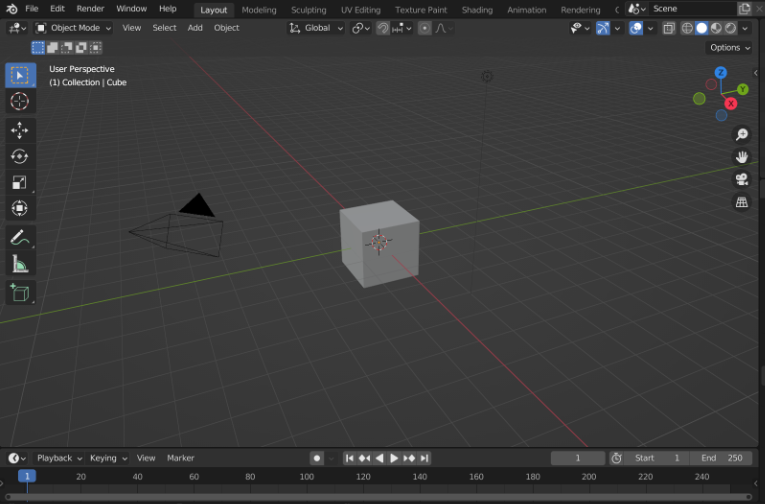 File Edit Render Window Help Layout Modeling Sculpting UV Editing Texture Paint Shading Animation Rendering Scene
Object Mode View Select Add Object Global
Options
User Perspective
(1) Collection | Cube
Z
Y
X
Playback Keying View Marker 1 Start 1 End 250
1 20 40 60 80 100 120 140 160 180 200 220 240